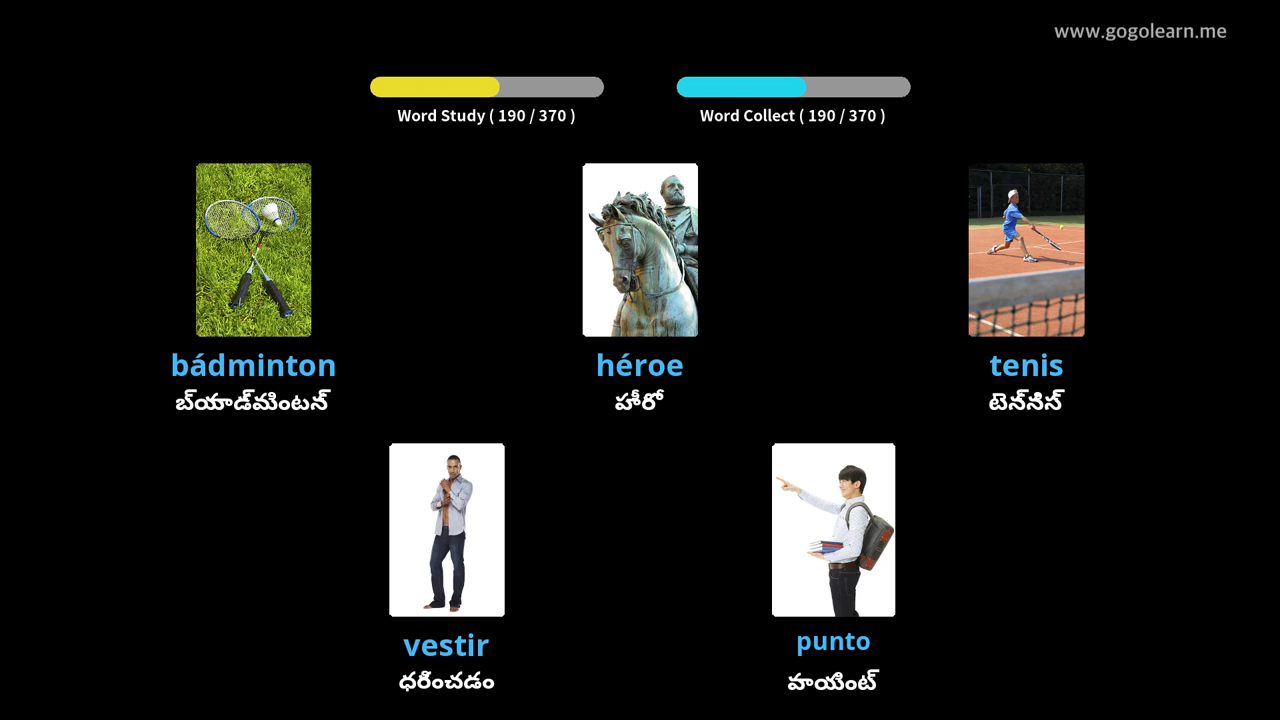 www.gogolearn.me
Word Study ( 190 / 370 )
Word Collect ( 190 / 370 )
bádminton
బ్యాడ్మింటన్
héroe
హీరో
tenis
టెన్నిస్
vestir
ధరించడం
punto
పాయింట్